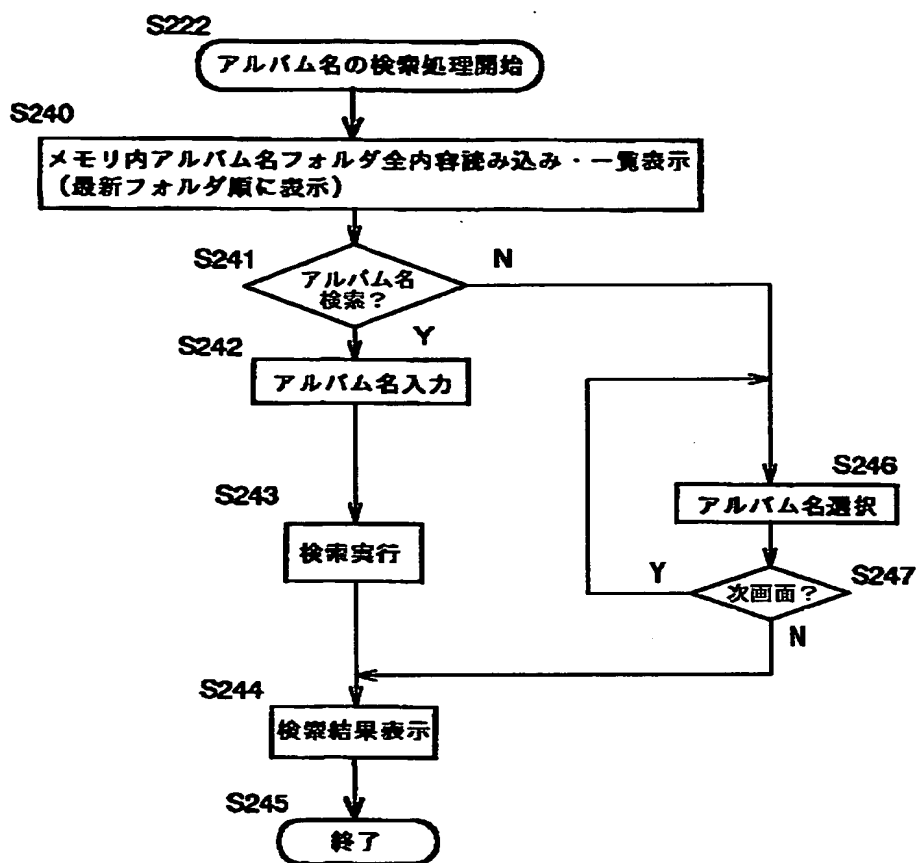 S222
アルバム名の検索処理開始
S240
メモリ内アルバム名フォルダ全内容読み込み・一覧表示
（最新フォルダ順に表示）
S241
アルバム名
検索？
N
Y
S242
アルバム名入力
S243
検索実行
S246
アルバム名選択
S247
次画面？
Y
N
S244
検索結果表示
S245
終了